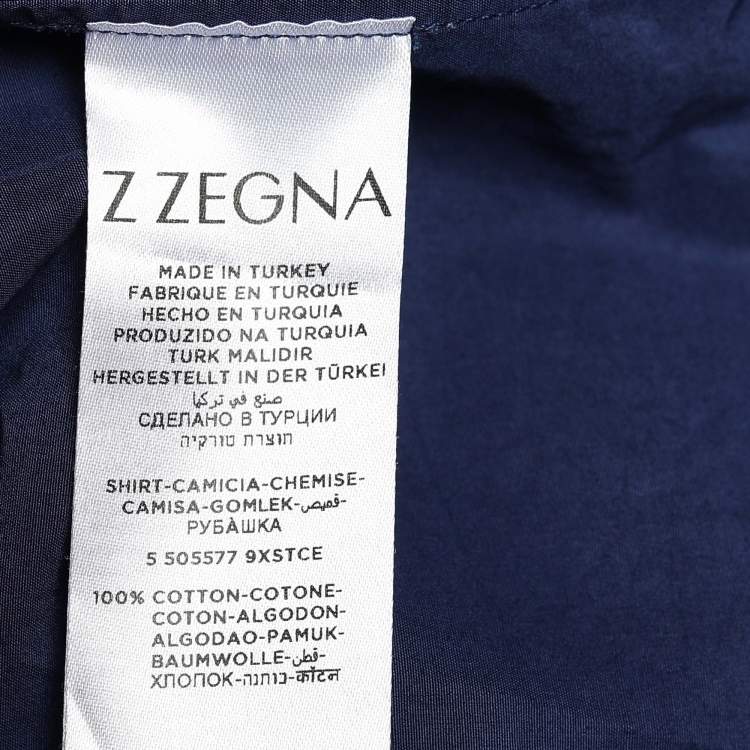 Z ZEGNA
MADE IN TURKEY
FABRIQUE EN TURQUIE
HECHO EN TURQUIA
PRODUZIDO NA TURQUIA
TURK MALIDIR
HERGESTELLT IN DER TÜRKEI
صنع في تركيا
СДЕЛАНО В ТУРЦИИ
תוצרת טורקיה
SHIRT-CAMICIA-CHEMISE-
CAMISA-GOMLEK-قميص-
РУБÀШКА
5 505577 9XSTCE
100% COTTON-COTONE-
COTON-ALGODON-
ALGODAO-PAMUK-
BAUMWOLLE-قطن-
ХЛОПОК-כותנה-कॉटन